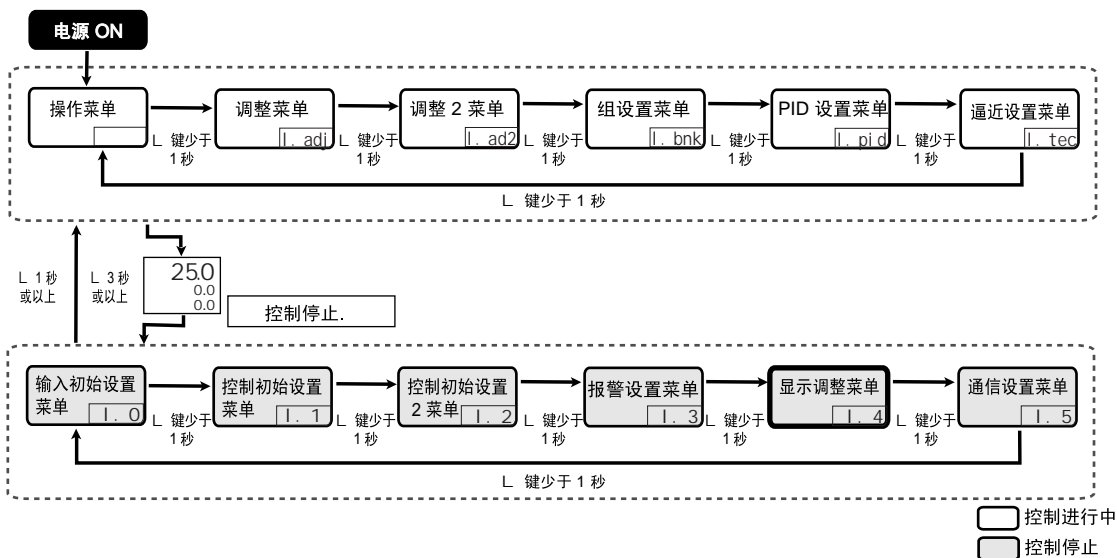 电源 ON
操作菜单
调整菜单
l. adj
调整 2 菜单
l. ad2
组设置菜单
l. bnk
PID 设置菜单
l. pid
逼近设置菜单
l. tec
L 键少于
1 秒
L 键少于
1 秒
L 键少于
1 秒
L 键少于
1 秒
L 键少于
1 秒
L 键少于 1 秒
L 1 秒
或以上
L 3 秒
或以上
25.0
0.0
0.0
控制停止.
输入初始设置
菜单 l. 0
控制初始设置
菜单 l. 1
控制初始设置
2 菜单 l. 2
报警设置菜单
l. 3
显示调整菜单
l. 4
通信设置菜单
l. 5
L 键少于
1 秒
L 键少于
1 秒
L 键少于
1 秒
L 键少于
1 秒
L 键少于
1 秒
L 键少于 1 秒
控制进行中
控制停止